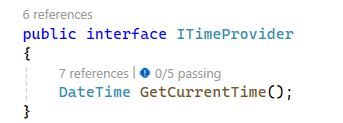 6 references
public interface ITimeProvider
{
7 references | 0/5 passing
DateTime GetCurrentTime();
}